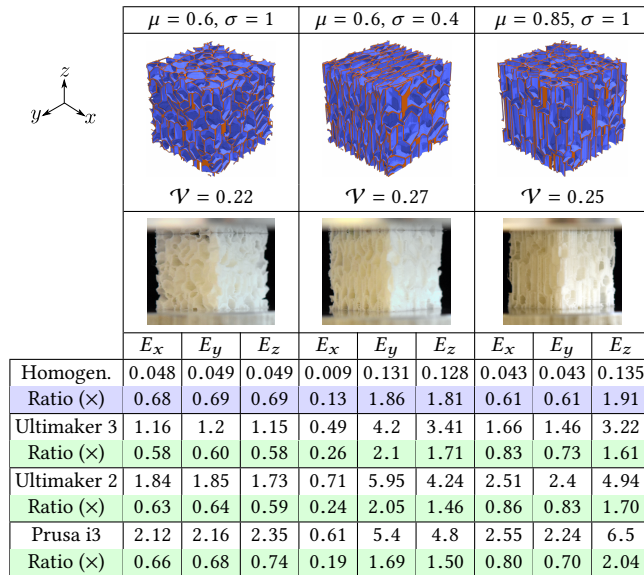 μ = 0.6, σ = 1 μ = 0.6, σ = 0.4 μ = 0.85, σ = 1
z
y x
𝒱 = 0.22 𝒱 = 0.27 𝒱 = 0.25
E_x E_y E_z E_x E_y E_z E_x E_y E_z
Homogen. 0.048 0.049 0.049 0.009 0.131 0.128 0.043 0.043 0.135
Ratio (×) 0.68 0.69 0.69 0.13 1.86 1.81 0.61 0.61 1.91
Ultimaker 3 1.16 1.2 1.15 0.49 4.2 3.41 1.66 1.46 3.22
Ratio (×) 0.58 0.60 0.58 0.26 2.1 1.71 0.83 0.73 1.61
Ultimaker 2 1.84 1.85 1.73 0.71 5.95 4.24 2.51 2.4 4.94
Ratio (×) 0.63 0.64 0.59 0.24 2.05 1.46 0.86 0.83 1.70
Prusa i3 2.12 2.16 2.35 0.61 5.4 4.8 2.55 2.24 6.5
Ratio (×) 0.66 0.68 0.74 0.19 1.69 1.50 0.80 0.70 2.04